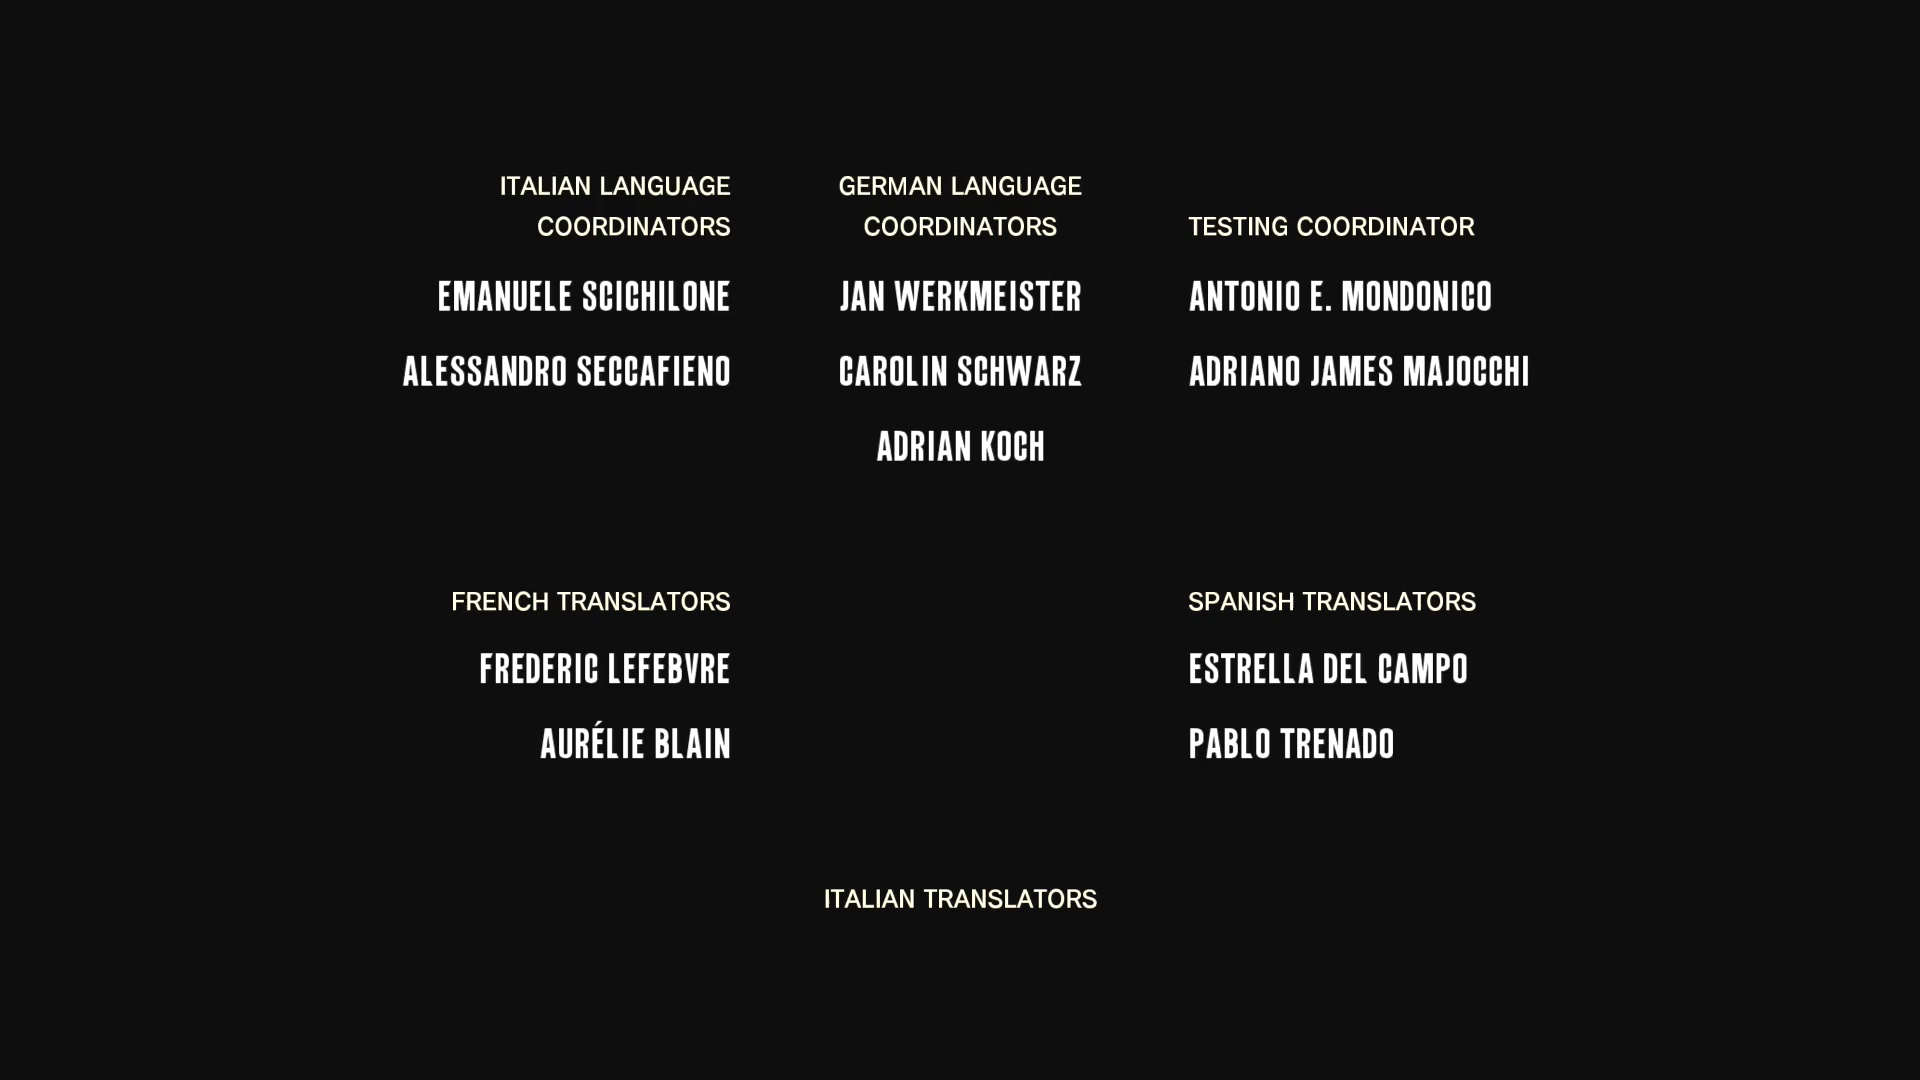 ITALIAN LANGUAGE
COORDINATORS
EMANUELE SCICHILONE
ALESSANDRO SECCAFIENO
GERMAN LANGUAGE
COORDINATORS
JAN WERKMEISTER
CAROLIN SCHWARZ
ADRIAN KOCH
TESTING COORDINATOR
ANTONIO E. MONDONICO
ADRIANO JAMES MAJOCCHI
FRENCH TRANSLATORS
FREDERIC LEFEBVRE
AURÉLIE BLAIN
SPANISH TRANSLATORS
ESTRELLA DEL CAMPO
PABLO TRENADO
ITALIAN TRANSLATORS